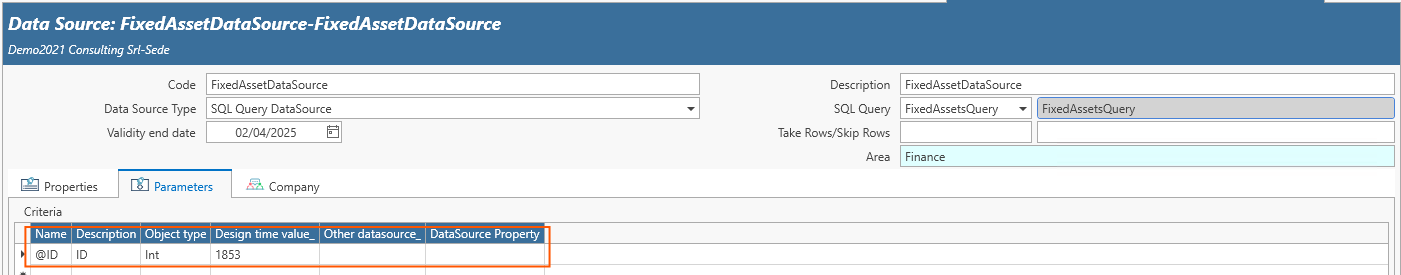 Data Source: FixedAssetDataSource-FixedAssetDataSource
Demo2021 Consulting Srl-Sede
Code FixedAssetDataSource Description FixedAssetDataSource
Data Source Type SQL Query DataSource SQL Query FixedAssetsQuery FixedAssetsQuery
Validity end date 02/04/2025 Take Rows/Skip Rows
Area Finance
Properties Parameters Company
Criteria
Name Description Object type Design time value_ Other datasource_ DataSource Property
@ID ID Int 1853